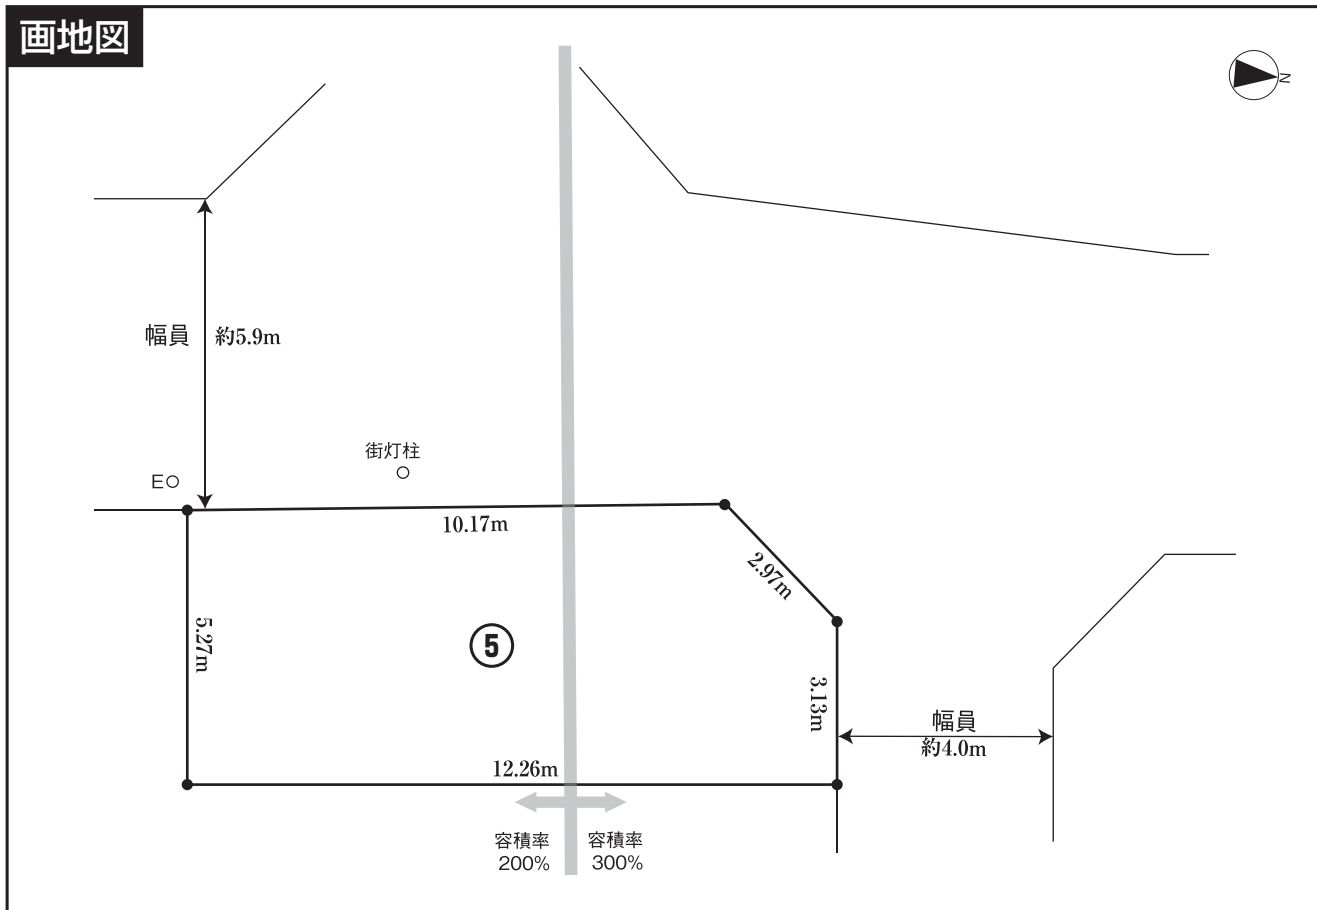 画地図
N
幅員
約5.9m
街灯柱
E
10.17m
2.97m
5.27m
5
3.13m
幅員
約4.0m
12.26m
容積率
200%
容積率
300%